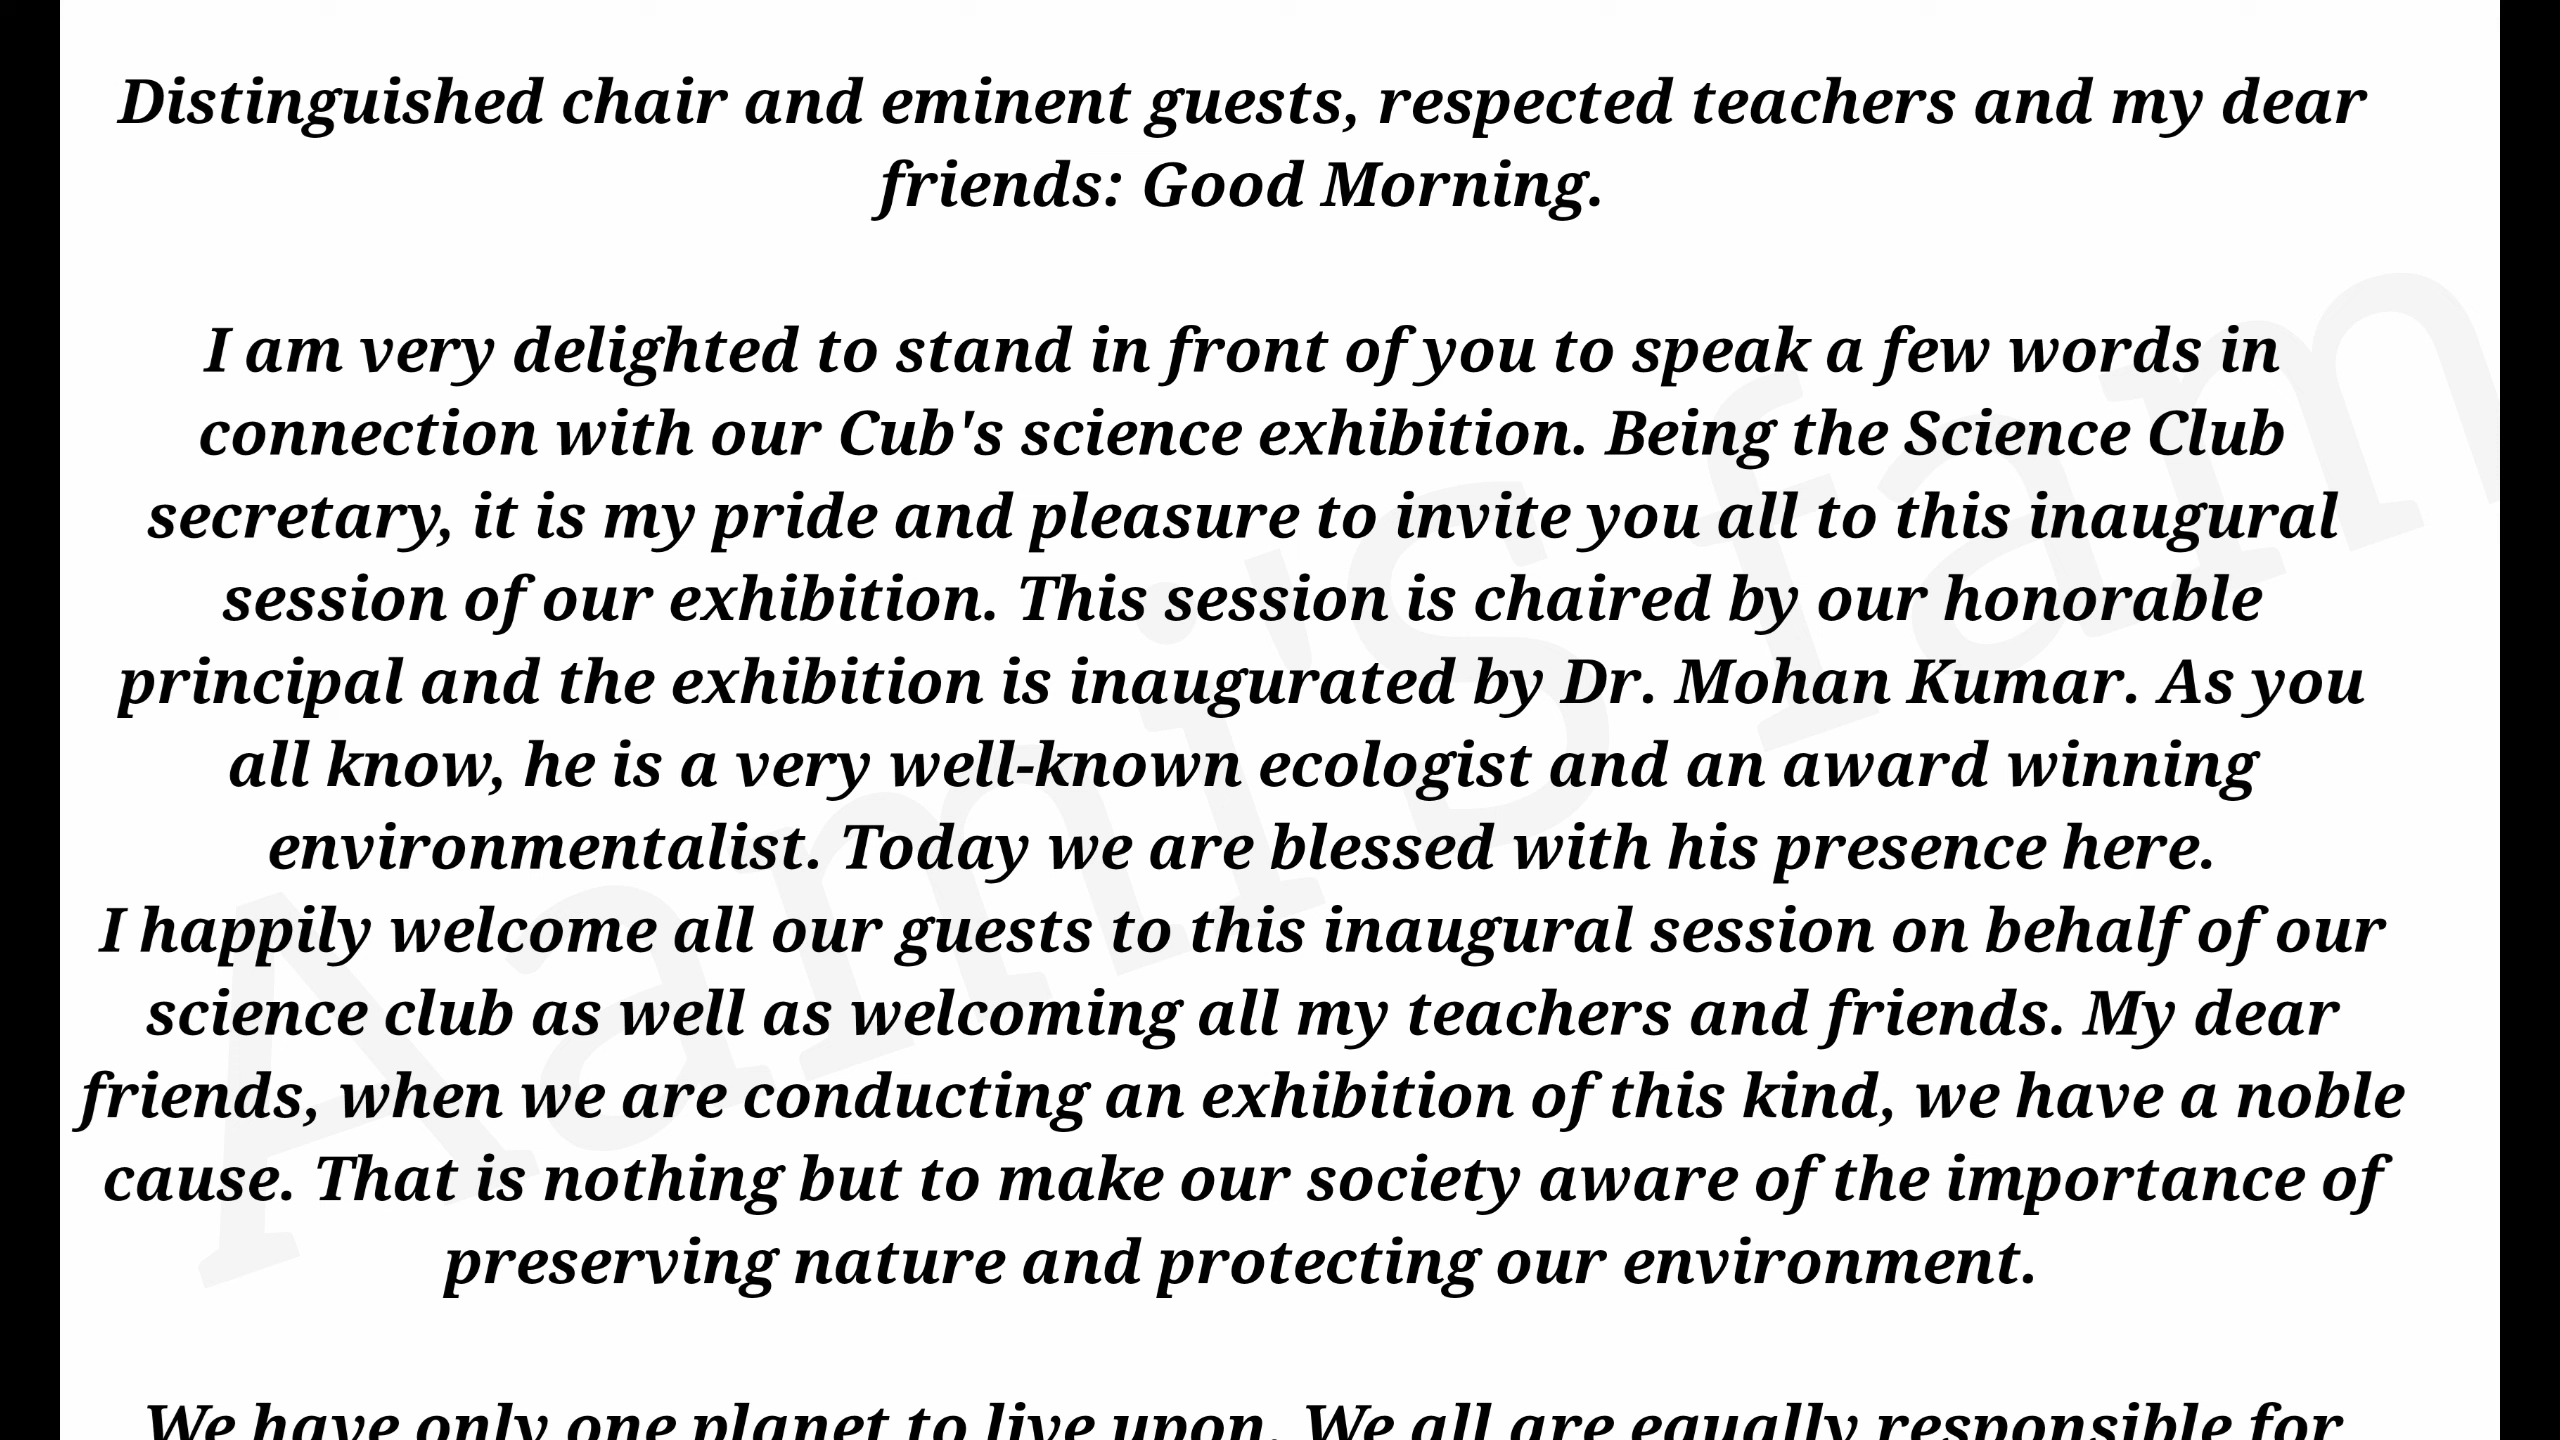 Distinguished chair and eminent guests, respected teachers and my dear
friends: Good Morning.
I am very delighted to stand in front of you to speak a few words in
connection with our Cub's science exhibition. Being the Science Club
secretary, it is my pride and pleasure to invite you all to this inaugural
session of our exhibition. This session is chaired by our honorable
principal and the exhibition is inaugurated by Dr. Mohan Kumar. As you
all know, he is a very well-known ecologist and an award winning
environmentalist. Today we are blessed with his presence here.
I happily welcome all our guests to this inaugural session on behalf of our
science club as well as welcoming all my teachers and friends. My dear
friends, when we are conducting an exhibition of this kind, we have a noble
cause. That is nothing but to make our society aware of the importance of
preserving nature and protecting our environment.
We have only one planet to live upon. We all are equally responsible for
Aami's fam